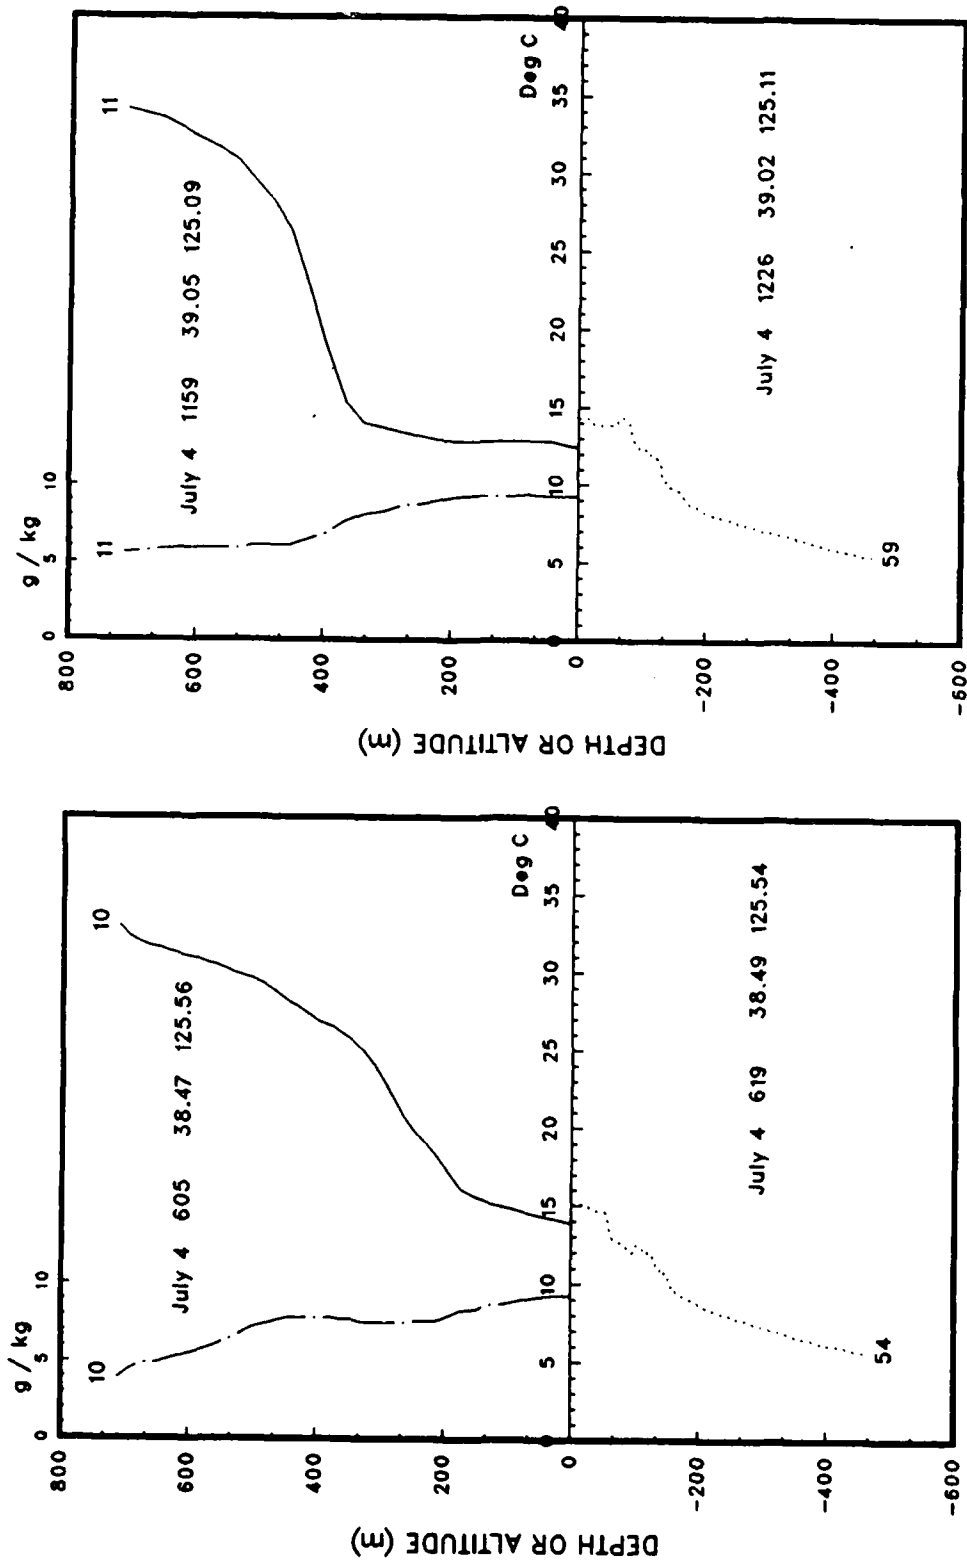 g / kg
0 5 10
10
10
July 4 605 38.47 125.56
800
600
400
200
0
-200
-400
-600
DEPTH OR ALTITUDE (m)
5 10 15 20 25 30 35 40
Deg C
July 4 619 38.49 125.54
54
g / kg
0 5 10
11
11
July 4 1159 39.05 125.09
800
600
400
200
0
-200
-400
-600
DEPTH OR ALTITUDE (m)
5 10 15 20 25 30 35 40
Deg C
July 4 1226 39.02 125.11
59